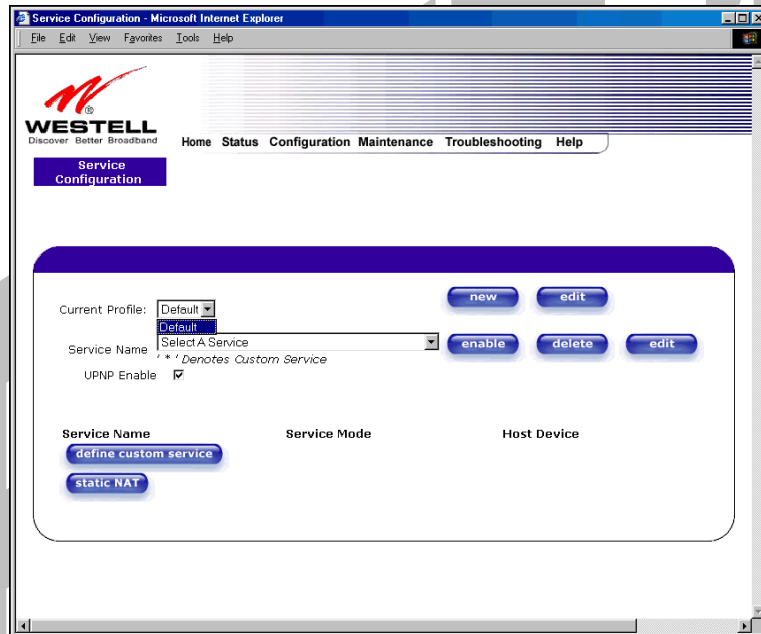 Service Configuration - Microsoft Internet Explorer
File Edit View Favorites Tools Help
WESTELL
Discover Better Broadband
Home Status Configuration Maintenance Troubleshooting Help
Service
Configuration
Current Profile: Default new edit
Default
Service Name Select A Service enable delete edit
' * ' Denotes Custom Service
UPNP Enable
Service Name Service Mode Host Device
define custom service
static NAT